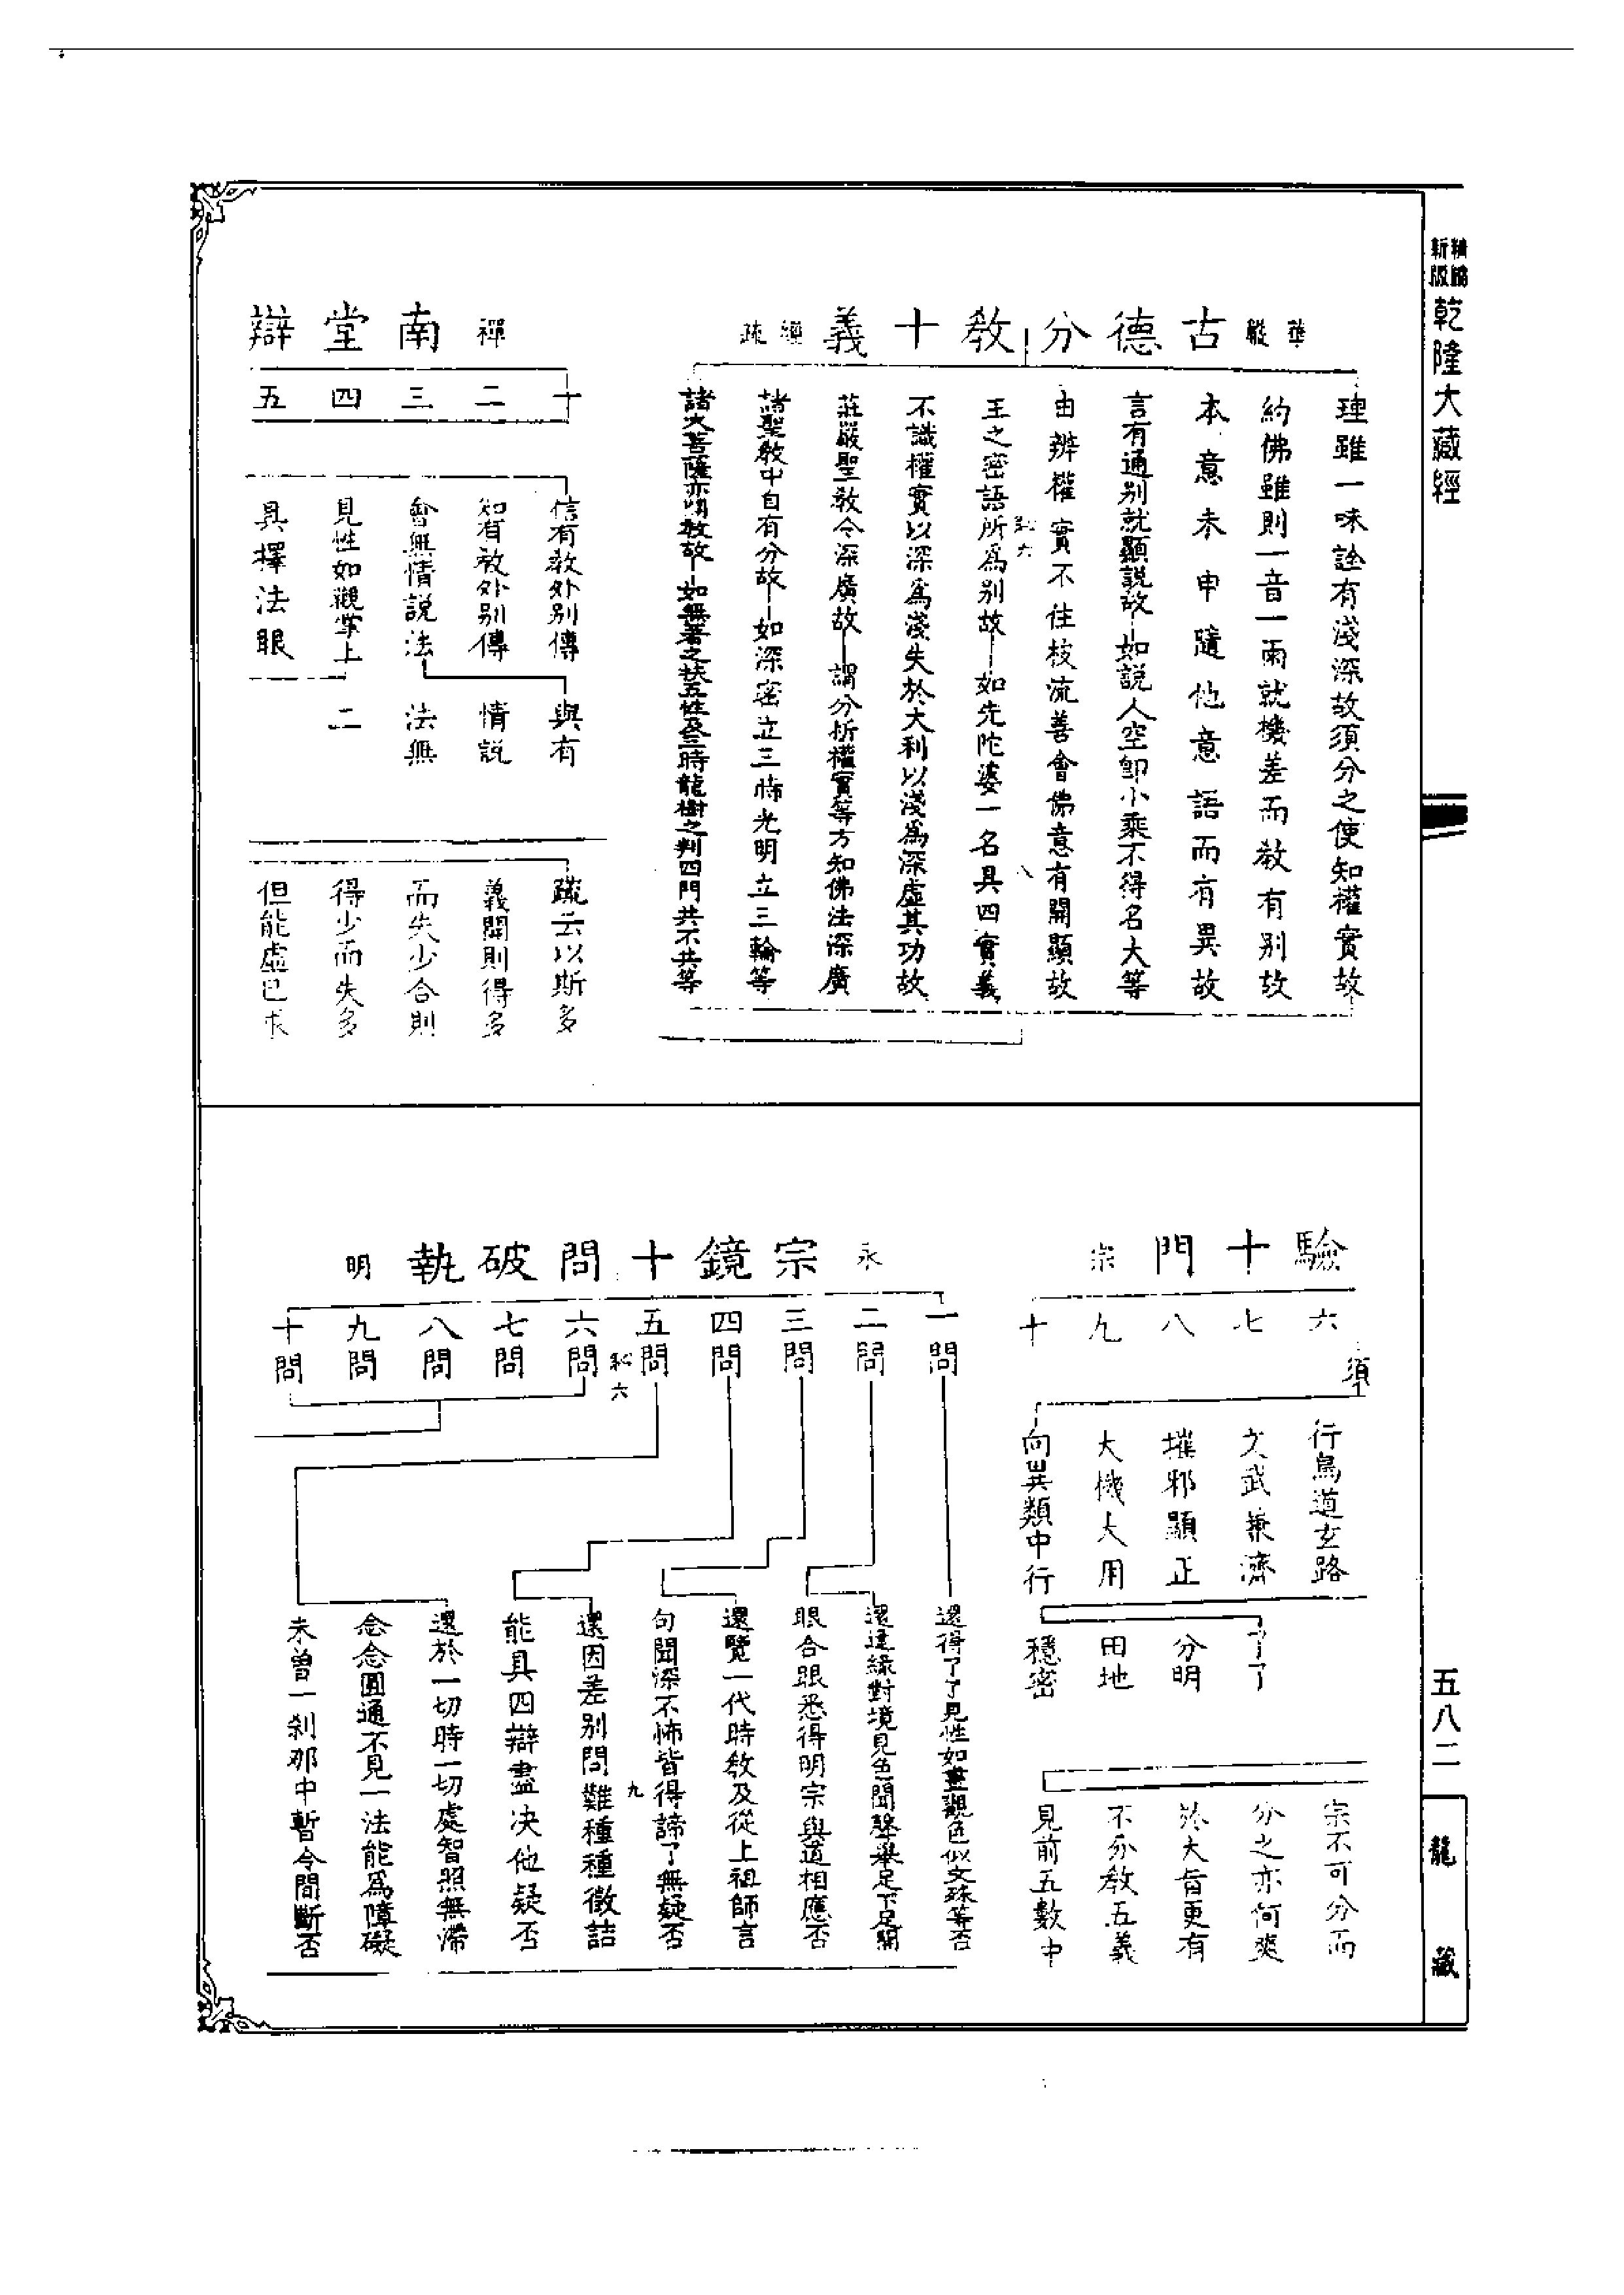 精縮新版
乾隆大藏經
五八二
龍藏
華嚴古德分教十義經疏
理雖一味詮有淺深故須分之使知權實故
約佛雖則一音一雨就機差而教有別故
本意未申隨他意語而有異故
言有通別就顯說故如說人空卽小乘不得名大等
由辨權實不住枝流善會佛意有開顯故
王之密語所爲別故如先陀婆一名具四實義
不識權實以深爲淺失於大利以淺爲深虛其功故
莊嚴聖教令深廣故謂分析權實等方知佛法深廣
諸聖教中自有分故如深密立三時光明立三輪等
諸大菩薩亦判教故如無著之扶五性及三時龍樹之判四門共不共等
八
禪南堂辯
一
二
三
四
五
信有教外別傳
知有教外別傳
會無情說法
見性如觀掌上
具擇法眼
與有
情說
法無
二
疏云以斯多
義開則得多
而失少合則
得少而失多
但能虛己求
驗十門宗
六
七
八
九
十
須
行鳥道玄路
文武兼濟
摧邪顯正
大機大用
向異類中行
了了
分明
田地
穩密
宗不可分而
分之亦何爽
於大旨更有
不分教五義
見前五數中
永宗鏡十問破執明
一問
二問
三問
四問
五問
六問
七問
八問
九問
十問
還得了了見性如晝觀色似文殊等否
還逢緣對境見色聞聲舉足下足開
眼合眼悉得明宗與道相應否
還覽一代時教及從上祖師言
句聞深不怖皆得諦了無疑否
還因差別問難種種徵詰
能具四辯盡決他疑否
還於一切時一切處智照無滯
念念圓通不見一法能爲障礙
未曾一剎那中暫令間斷否
九